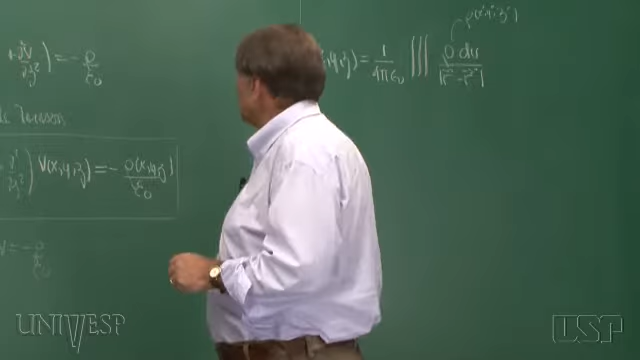 + ∂²V/∂z²) = - ρ/ε₀
+ ∂²/∂z²) V(x,y,z) = - ρ(x,y,z)/ε₀
V = - ρ/ε₀
,y,z) = 1/4πε₀ ∫∫∫ ρ dv/|r⃗ - r⃗'|
ρ(x',y',z')
UNIVESP
USP